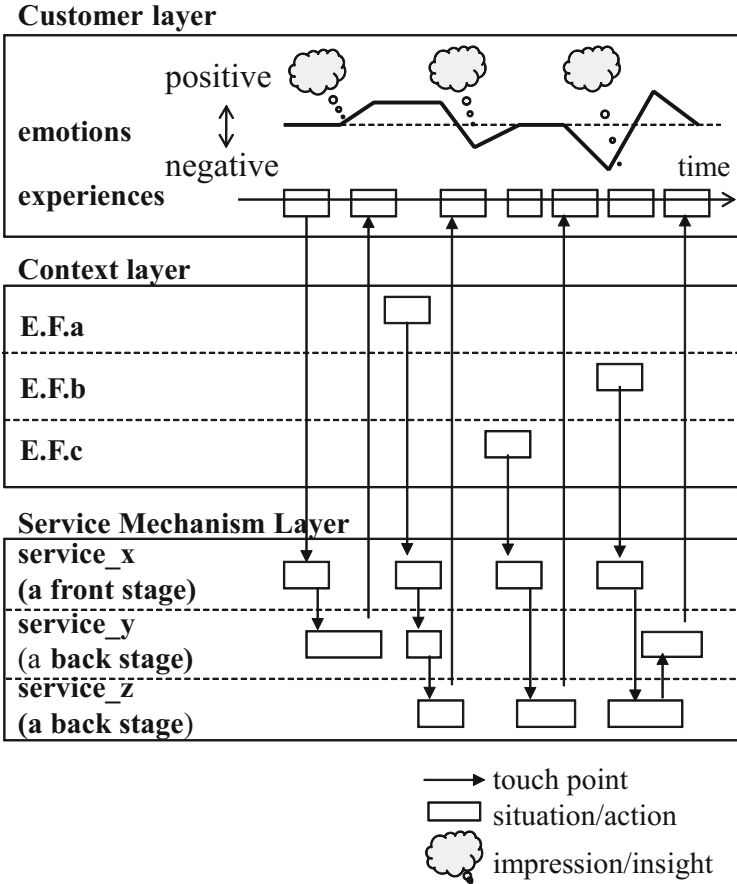 Customer layer
positive
emotions
negative
time
experiences
Context layer
E.F.a
E.F.b
E.F.c
Service Mechanism Layer
service_x
(a front stage)
service_y
(a back stage)
service_z
(a back stage)
touch point
situation/action
impression/insight